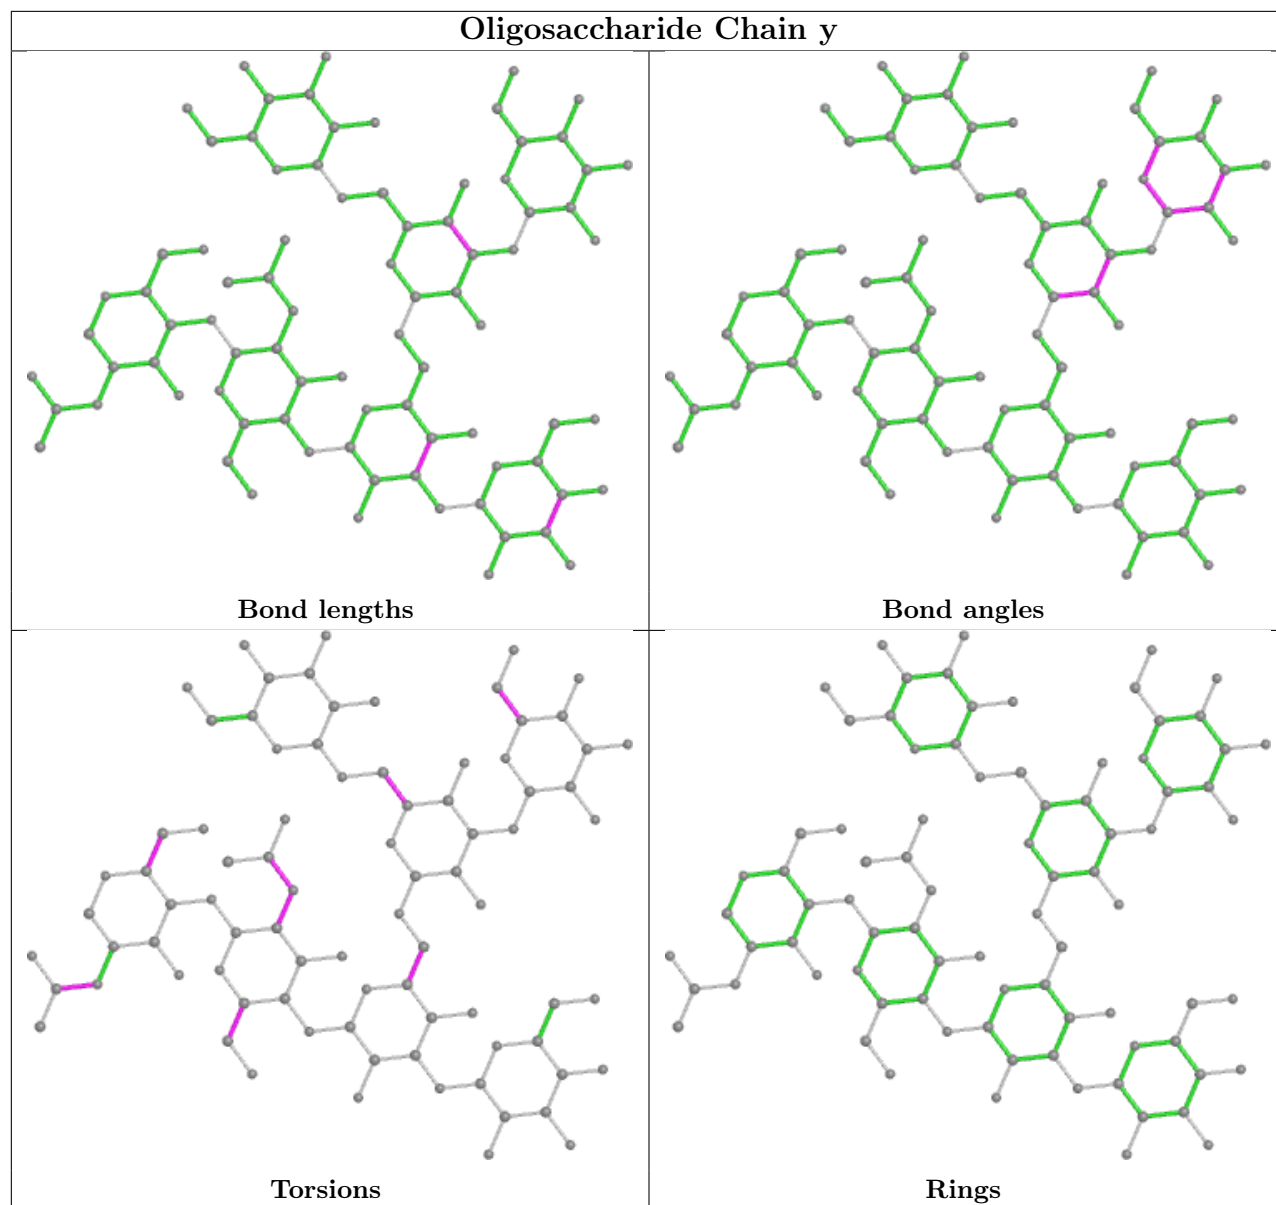 Oligosaccharide Chain y
Bond lengths
Bond angles
Torsions
Rings